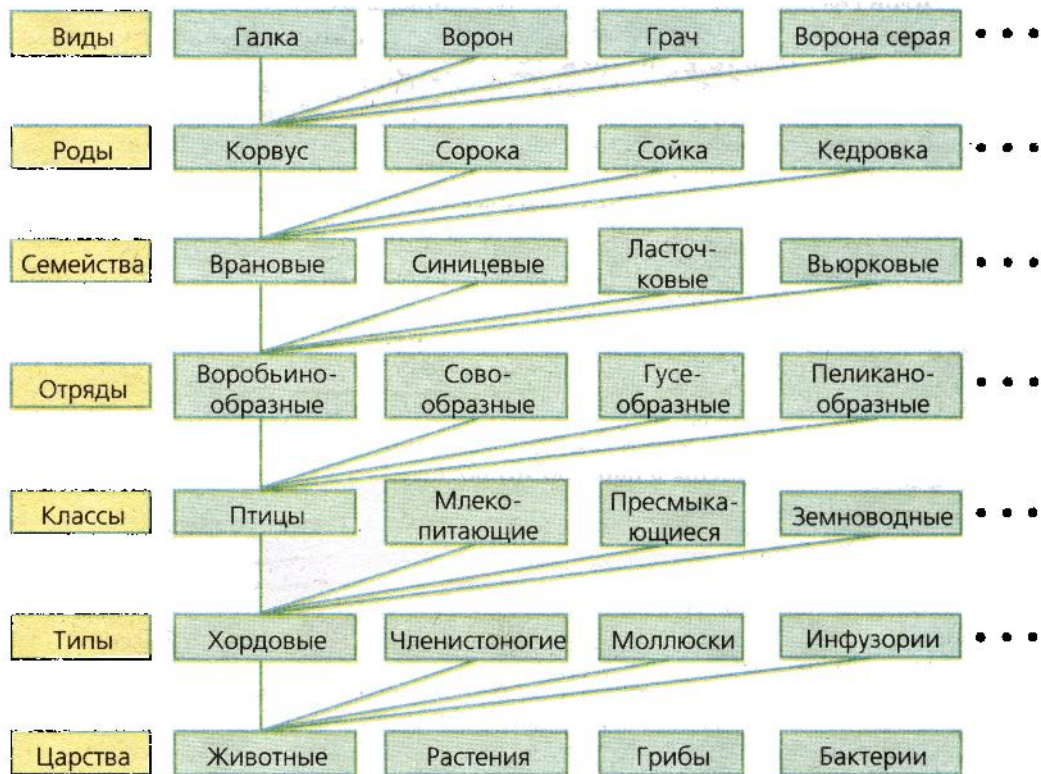 Виды Галка Ворон Грач Ворона серая • • •
Роды Корвус Сорока Сойка Кедровка • • •
Семейства Врановые Синицевые Ласточ-
ковые Вьюрковые • • •
Отряды Воробьино-
образные Сово-
образные Гусе-
образные Пеликано-
образные • • •
Классы Птицы Млеко-
питающие Пресмыка-
ющиеся Земноводные • • •
Типы Хордовые Членистоногие Моллюски Инфузории • • •
Царства Животные Растения Грибы Бактерии